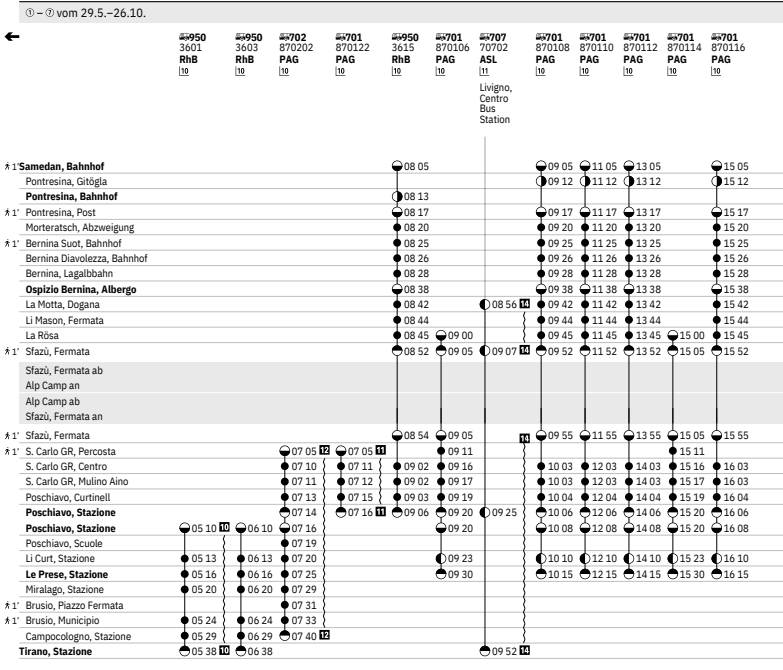 ① – ⑦ vom 29.5.–26.10.
950 950 702 701 950 701 707 701 701 701 701 701
3601 3603 870202 870122 3615 870106 70702 870108 870110 870112 870114 870116
RhB RhB PAG PAG RhB PAG ASL PAG PAG PAG PAG PAG
10 10 10 10 10 10 11 10 10 10 10 10
Livigno,
Centro
Bus
Station
1' Samedan, Bahnhof 08 05 09 05 11 05 13 05 15 05
Pontresina, Gitögla 09 12 11 12 13 12 15 12
Pontresina, Bahnhof 08 13
1' Pontresina, Post 08 17 09 17 11 17 13 17 15 17
Morteratsch, Abzweigung 08 20 09 20 11 20 13 20 15 20
1' Bernina Suot, Bahnhof 08 25 09 25 11 25 13 25 15 25
Bernina Diavolezza, Bahnhof 08 26 09 26 11 26 13 26 15 26
Bernina, Lagalbbahn 08 28 09 28 11 28 13 28 15 28
Ospizio Bernina, Albergo 08 38 09 38 11 38 13 38 15 38
La Motta, Dogana 08 42 08 56 14 09 42 11 42 13 42 15 42
Li Mason, Fermata 08 44 09 44 11 44 13 44 15 44
La Rösa 08 45 09 00 09 45 11 45 13 45 15 00 15 45
1' Sfazù, Fermata 08 52 09 05 09 07 14 09 52 11 52 13 52 15 05 15 52
Sfazù, Fermata ab
Alp Camp an
Alp Camp ab
Sfazù, Fermata an
1' Sfazù, Fermata 08 54 09 05 14 09 55 11 55 13 55 15 05 15 55
1' S. Carlo GR, Percosta 07 05 12 07 05 11 09 11 15 11
S. Carlo GR, Centro 07 10 07 11 09 02 09 16 10 03 12 03 14 03 15 16 16 03
S. Carlo GR, Mulino Aino 07 11 07 12 09 02 09 17 10 03 12 03 14 03 15 17 16 03
Poschiavo, Curtinell 07 13 07 15 09 03 09 19 10 04 12 04 14 04 15 19 16 04
Poschiavo, Stazione 07 14 07 16 11 09 06 09 20 09 25 10 06 12 06 14 06 15 20 16 06
Poschiavo, Stazione 05 10 10 06 10 07 16 09 20 10 08 12 08 14 08 15 20 16 08
Poschiavo, Scuole 07 19
Li Curt, Stazione 05 13 06 13 07 20 09 23 10 10 12 10 14 10 15 23 16 10
Le Prese, Stazione 05 16 06 16 07 25 09 30 10 15 12 15 14 15 15 30 16 15
Miralago, Stazione 05 20 06 20 07 29
1' Brusio, Piazzo Fermata 07 31
1' Brusio, Municipio 05 24 06 24 07 33
Campocologno, Stazione 05 29 06 29 07 40 12
Tirano, Stazione 05 38 10 06 38 09 52 14